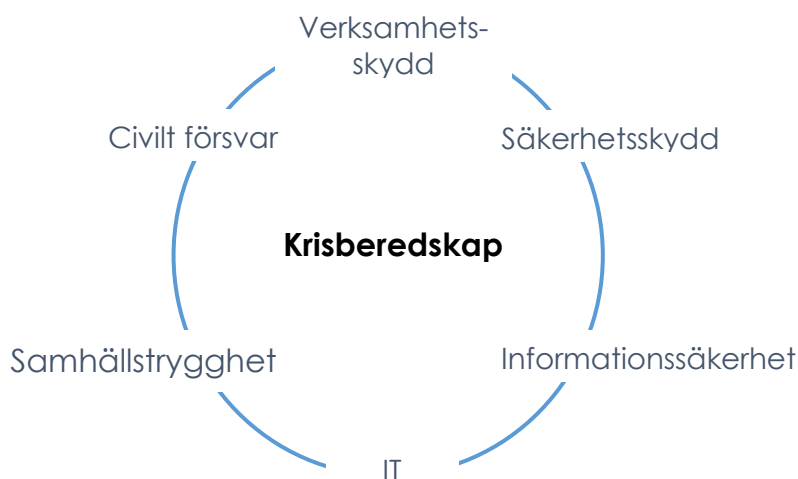 Verksamhets-
skydd
Civilt försvar
Säkerhetsskydd
Krisberedskap
Samhällstrygghet
Informationssäkerhet
IT